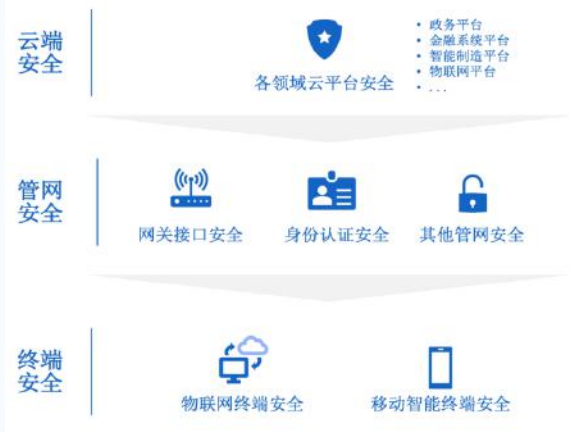 云端
安全
各领域云平台安全
• 政务平台
• 金融系统平台
• 智能制造平台
• 物联网平台
• ...
管网
安全
网关接口安全
身份认证安全
其他管网安全
终端
安全
物联网终端安全
移动智能终端安全